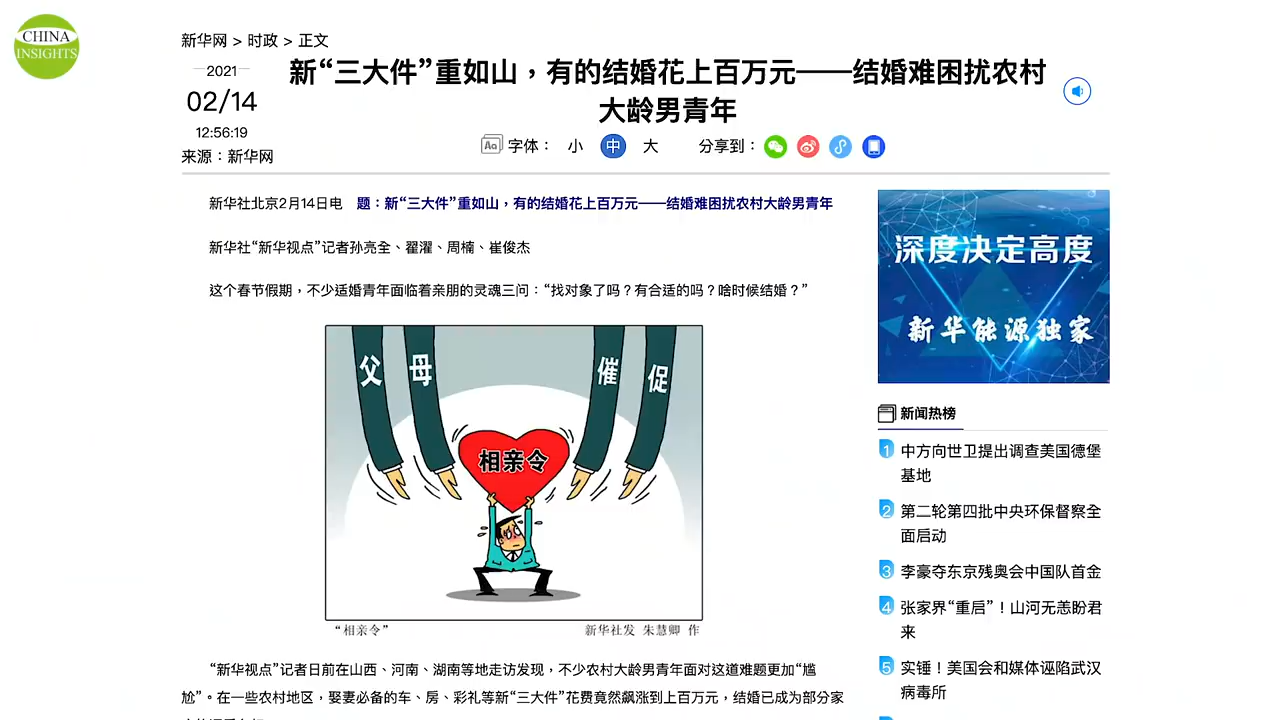 CHINA
INSIGHTS
新华网 > 时政 > 正文
2021
02/14
12:56:19
来源：新华网
新“三大件”重如山，有的结婚花上百万元——结婚难困扰农村
大龄男青年
字体： 小 中 大 分享到：
新华社北京2月14日电 题：新“三大件”重如山，有的结婚花上百万元——结婚难困扰农村大龄男青年
新华社“新华视点”记者孙亮全、翟濯、周楠、崔俊杰
这个春节假期，不少适婚青年面临着亲朋的灵魂三问：“找对象了吗？有合适的吗？啥时候结婚？”
父 母 催 促
相亲令
“相亲令” 新华社发 朱慧卿 作
“新华视点”记者日前在山西、河南、湖南等地走访发现，不少农村大龄男青年面对这道难题更加“尴
尬”。在一些农村地区，娶妻必备的车、房、彩礼等新“三大件”花费竟然飙涨到上百万元，结婚已成为部分家
深度决定高度
新华能源独家
新闻热榜
1 中方向世卫提出调查美国德堡
基地
2 第二轮第四批中央环保督察全
面启动
3 李豪夺东京残奥会中国队首金
4 张家界“重启”！山河无恙盼君
来
5 实锤！美国会和媒体诬陷武汉
病毒所